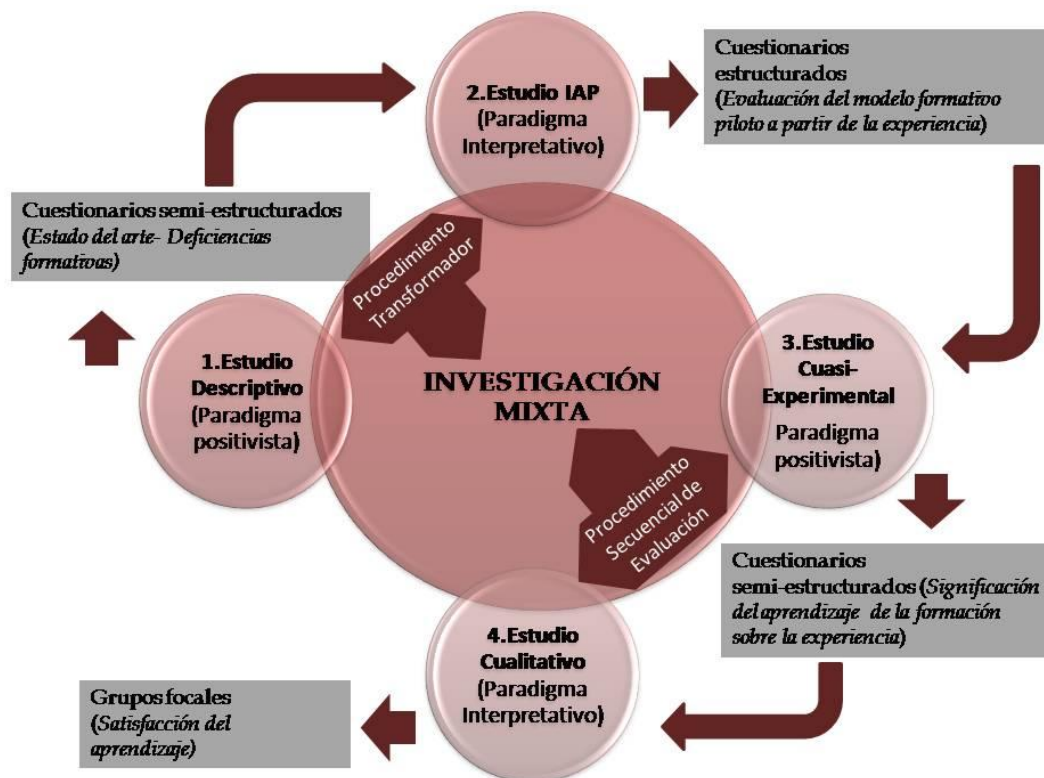 2.Estudio IAP
(Paradigma
Interpretativo)
Cuestionarios
estructurados
(Evaluación del modelo formativo
piloto a partir de la experiencia)
Cuestionarios semi-estructurados
(Estado del arte- Deficiencias
formativas)
Procedimiento
Transformador
1.Estudio
Descriptivo
(Paradigma
positivista)
INVESTIGACIÓN
MIXTA
3.Estudio
Cuasi-
Experimental
Paradigma
positivista)
Procedimiento
Secuencial de
Evaluación
Cuestionarios
semi-estructurados (Significación
del aprendizaje de la formación
sobre la experiencia)
4.Estudio
Cualitativo
(Paradigma
Interpretativo)
Grupos focales
(Satisfacción del
aprendizaje)